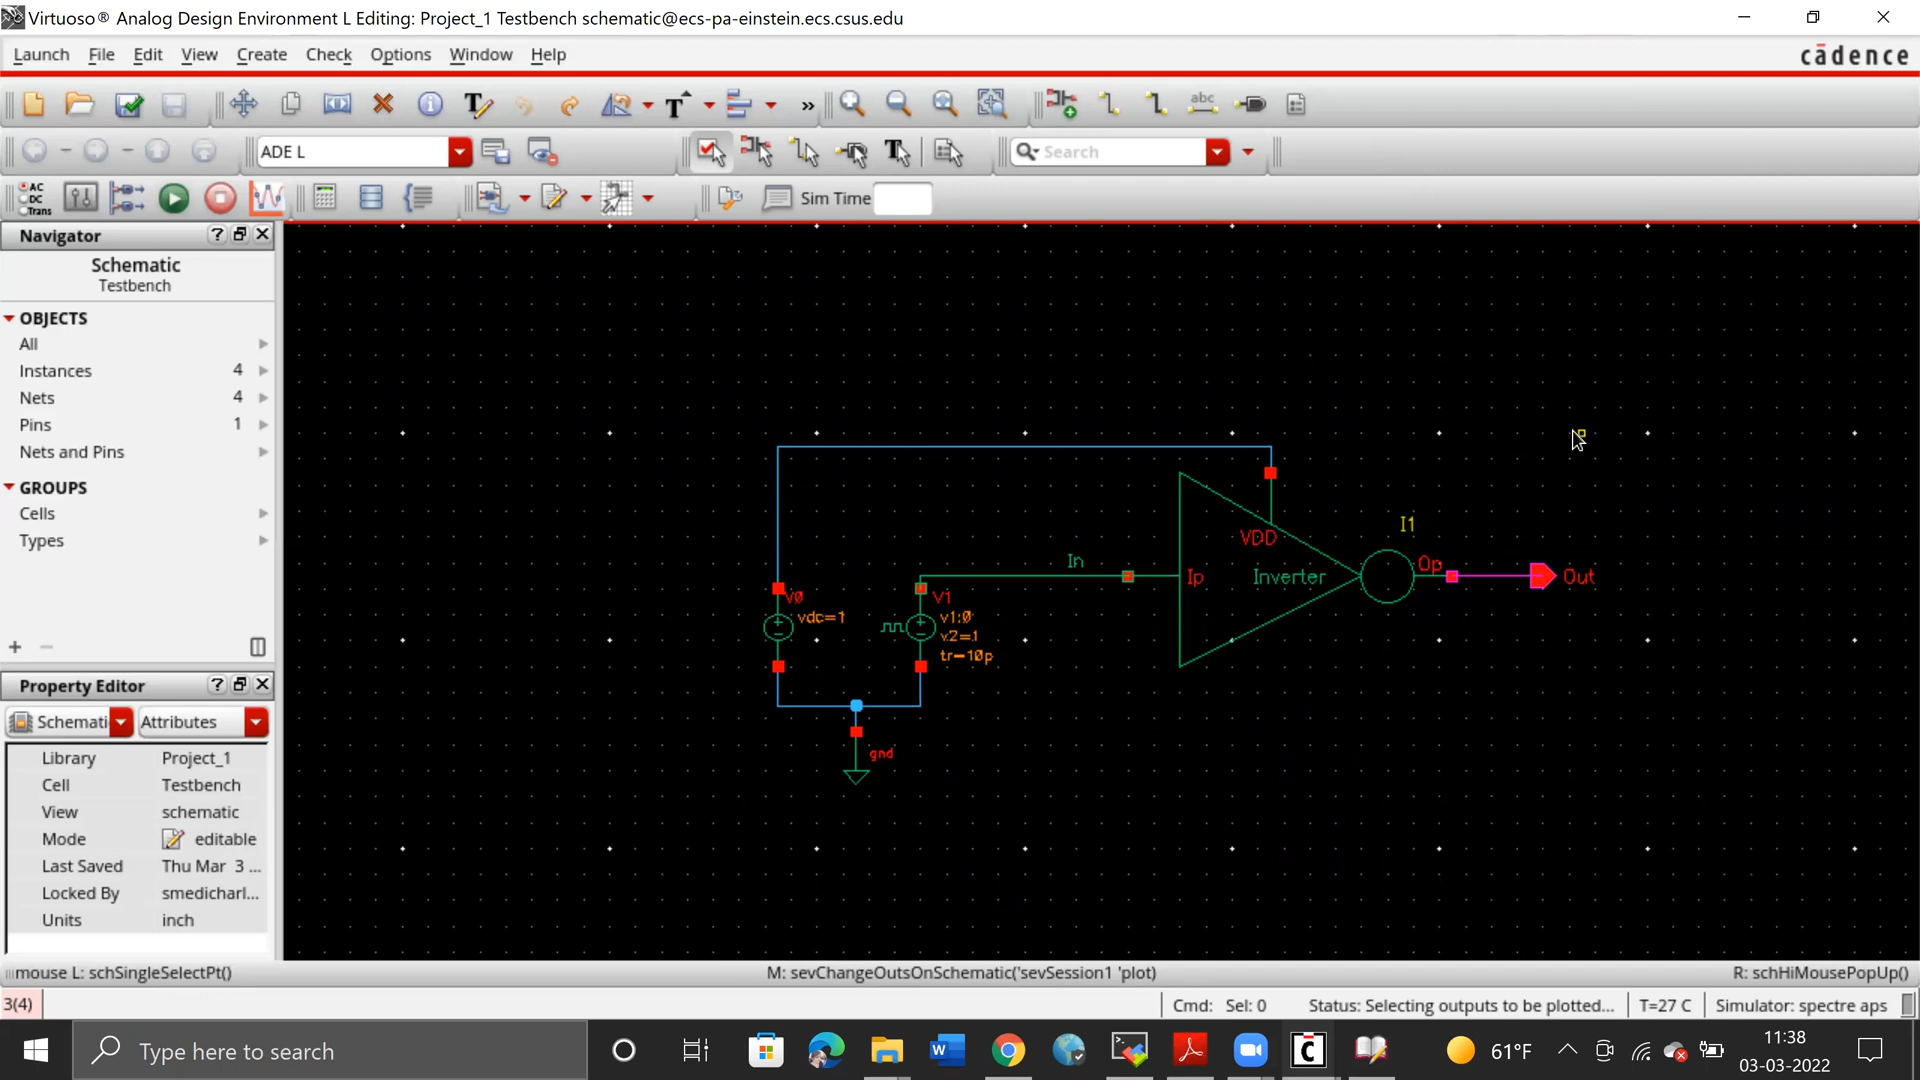 Virtuoso® Analog Design Environment L Editing: Project_1 Testbench schematic@ecs-pa-einstein.ecs.csus.edu
Launch File Edit View Create Check Options Window Help
cādence
T T abc
ADE L
T Search
AC
DC
Trans
Sim Time
Navigator ?
Schematic
Testbench
OBJECTS
All
Instances 4
Nets 4
Pins 1
Nets and Pins
GROUPS
Cells
Types
Property Editor ?
Schemati Attributes
Library Project_1
Cell Testbench
View schematic
Mode editable
Last Saved Thu Mar 3 ...
Locked By smedicharl...
Units inch
V0
vdc=1
V1
v1:0
v2=1
tr=10p
gnd
In
Ip
VDD
Inverter
I1
Op
Out
mouse L: schSingleSelectPt() M: sevChangeOutsOnSchematic('sevSession1 'plot) R: schHiMousePopUp()
3(4) Cmd: Sel: 0 Status: Selecting outputs to be plotted... T=27 C Simulator: spectre aps
Type here to search
W
C
61°F
11:38
03-03-2022